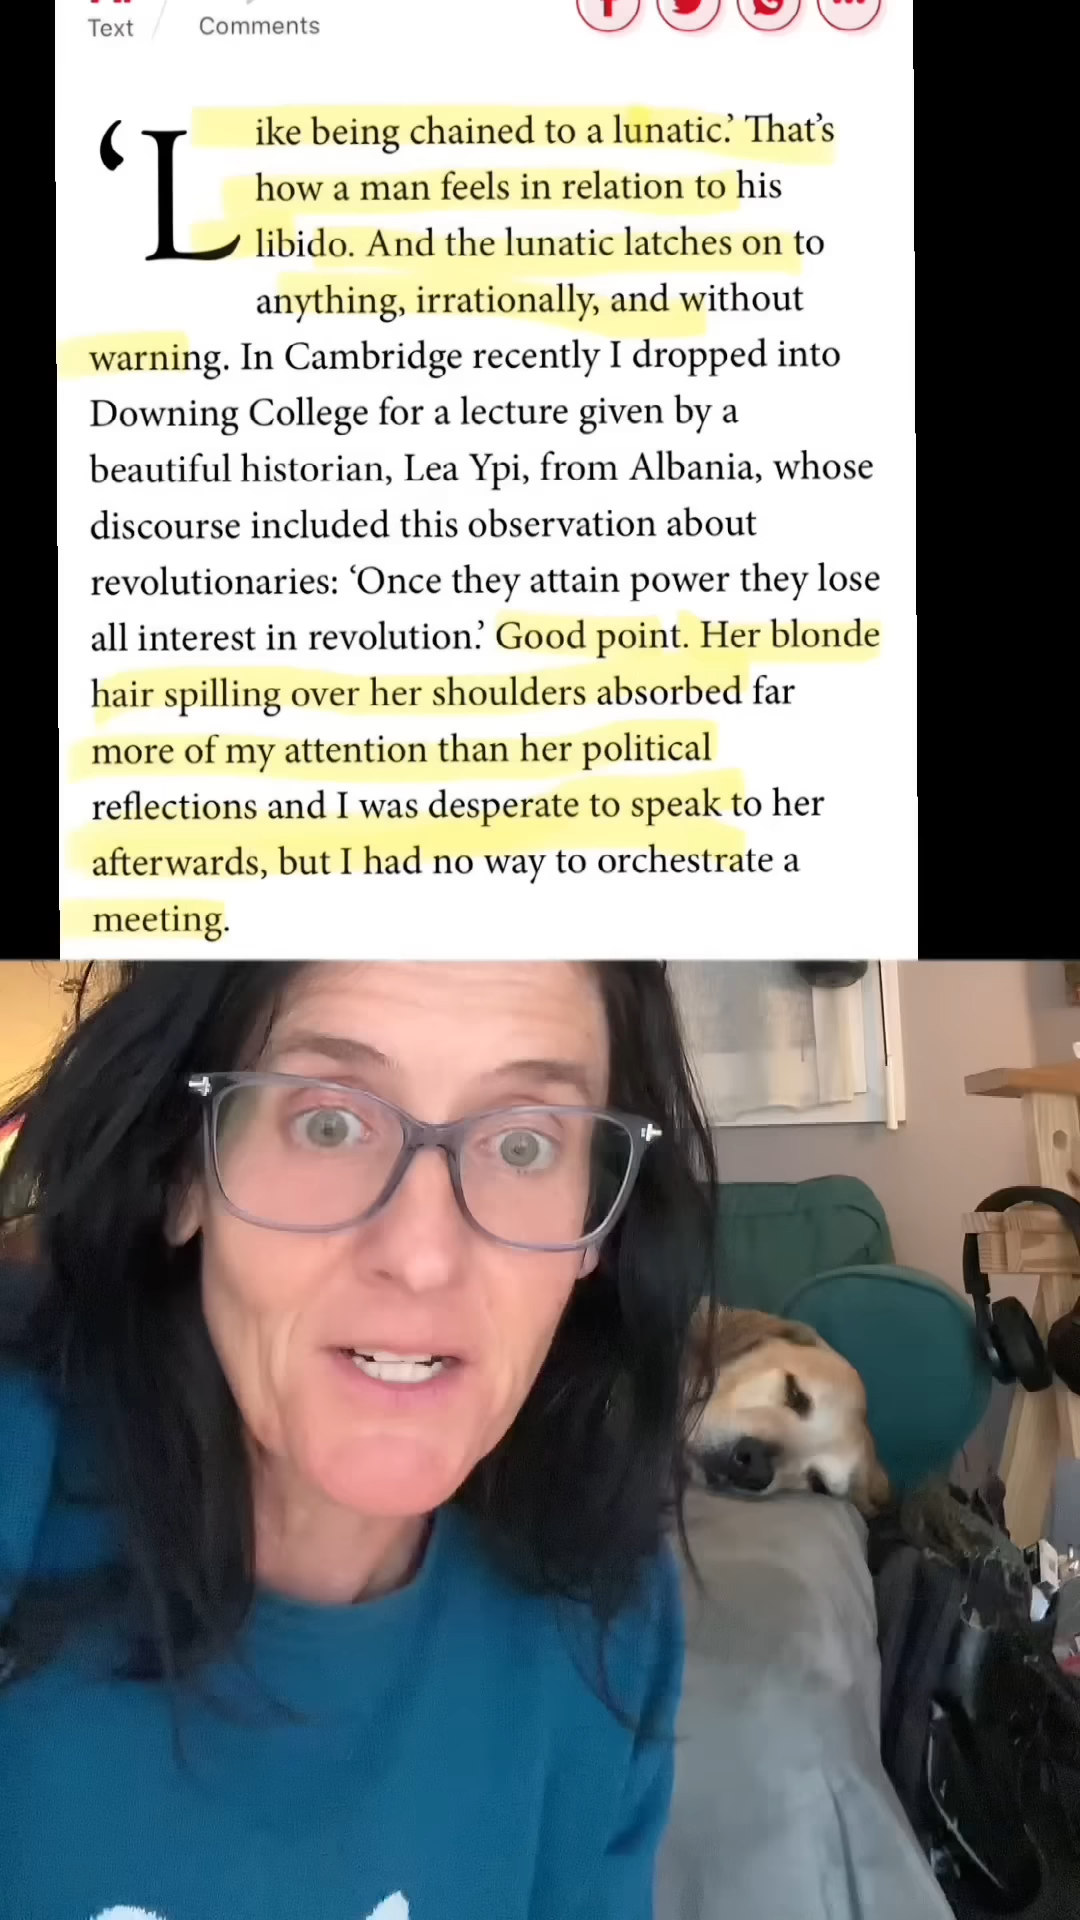 Text
Comments
‘Like being chained to a lunatic.’ That’s
how a man feels in relation to his
libido. And the lunatic latches on to
anything, irrationally, and without
warning. In Cambridge recently I dropped into
Downing College for a lecture given by a
beautiful historian, Lea Ypi, from Albania, whose
discourse included this observation about
revolutionaries: ‘Once they attain power they lose
all interest in revolution.’ Good point. Her blonde
hair spilling over her shoulders absorbed far
more of my attention than her political
reflections and I was desperate to speak to her
afterwards, but I had no way to orchestrate a
meeting.